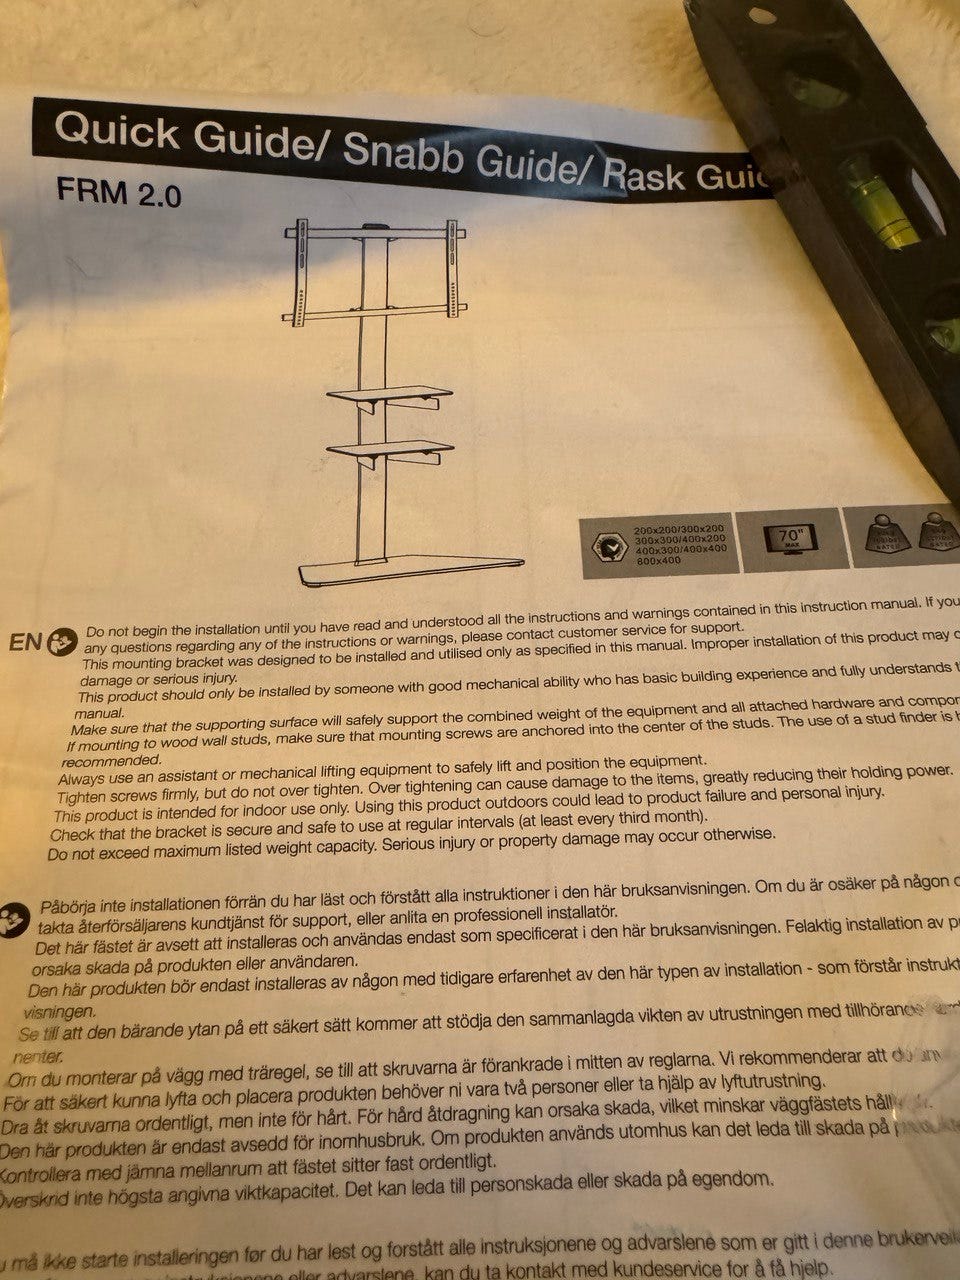 Quick Guide/ Snabb Guide/ Rask Guid
FRM 2.0
200x200/300x200
300x300/400x200
400x300/400x400
600x400
70"
MAX
RATED
RATED
EN
Do not begin the installation until you have read and understood all the instructions and warnings contained in this instruction manual. If you
any questions regarding any of the instructions or warnings, please contact customer service for support.
This mounting bracket was designed to be installed and utilised only as specified in this manual. Improper installation of this product may c
damage or serious injury.
This product should only be installed by someone with good mechanical ability who has basic building experience and fully understands t
manual.
Make sure that the supporting surface will safely support the combined weight of the equipment and all attached hardware and compon
If mounting to wood wall studs, make sure that mounting screws are anchored into the center of the studs. The use of a stud finder is h
recommended.
Always use an assistant or mechanical lifting equipment to safely lift and position the equipment.
Tighten screws firmly, but do not over tighten. Over tightening can cause damage to the items, greatly reducing their holding power.
This product is intended for indoor use only. Using this product outdoors could lead to product failure and personal injury.
Check that the bracket is secure and safe to use at regular intervals (at least every third month).
Do not exceed maximum listed weight capacity. Serious injury or property damage may occur otherwise.
Påbörja inte installationen förrän du har läst och förstått alla instruktioner i den här bruksanvisningen. Om du är osäker på någon
takta återförsäljarens kundtjänst för support, eller anlita en professionell installatör.
Det här fästet är avsett att installeras och användas endast som specificerat i den här bruksanvisningen. Felaktig installation av p
orsaka skada på produkten eller användaren.
Den här produkten bör endast installeras av någon med tidigare erfarenhet av den här typen av installation - som förstår instrukt
visningen.
Se till att den bärande ytan på ett säkert sätt kommer att stödja den sammanlagda vikten av utrustningen med tillhörande
nenter.
Om du monterar på vägg med träregel, se till att skruvarna är förankrade i mitten av reglarna. Vi rekommenderar att du
För att säkert kunna lyfta och placera produkten behöver ni vara två personer eller ta hjälp av lyftutrustning.
Dra åt skruvarna ordentligt, men inte för hårt. För hård åtdragning kan orsaka skada, vilket minskar väggfästets håll
Den här produkten är endast avsedd för inomhusbruk. Om produkten används utomhus kan det leda till skada på
Kontrollera med jämna mellanrum att fästet sitter fast ordentligt.
Överskrid inte högsta angivna viktkapacitet. Det kan leda till personskada eller skada på egendom.
u må ikke starte installeringen før du har lest og forstått alle instruksjonene og advarslene som er gitt i denne brukerveil
instruksjonene eller advarslene, kan du ta kontakt med kundeservice for å få hjelp.